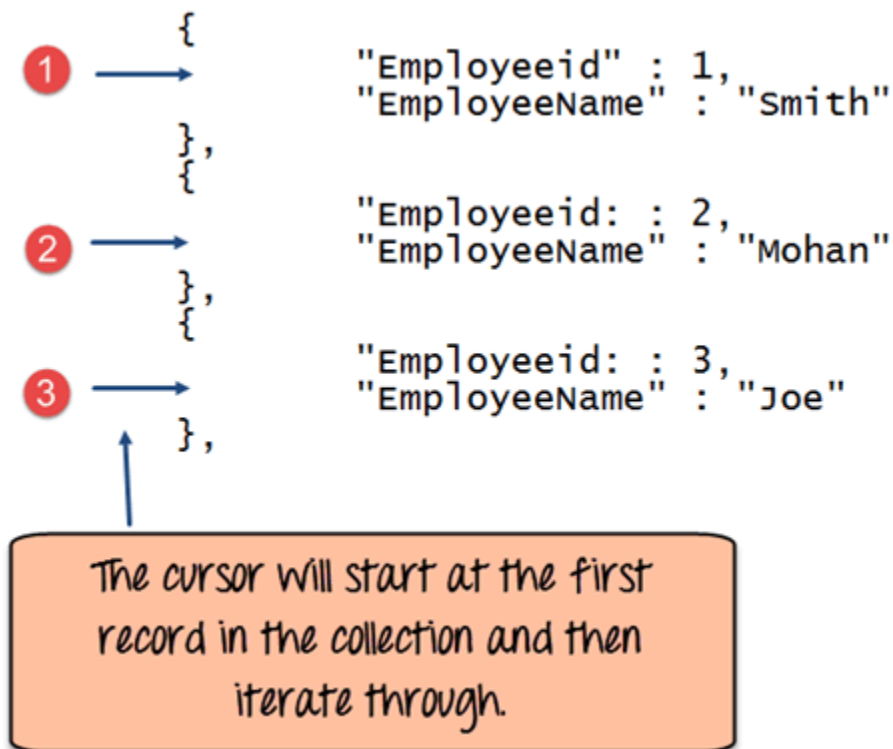 {
1
"Employeeid" : 1,
"EmployeeName" : "Smith"
},
{
"Employeeid: : 2,
2
"EmployeeName" : "Mohan"
},
{
"Employeeid: : 3,
3
"EmployeeName" : "Joe"
},
The cursor will start at the first
record in the collection and then
iterate through.